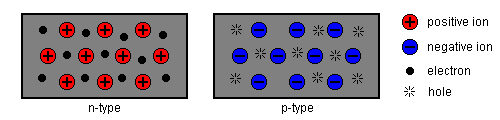 positive ion
negative ion
electron
hole
n-type
p-type